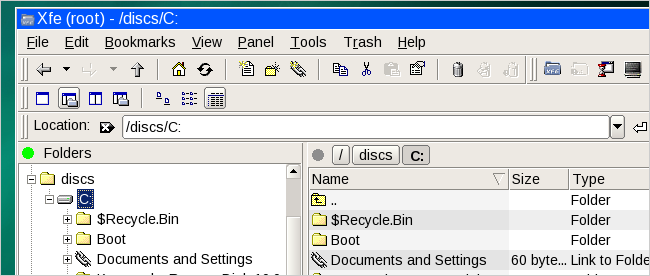 Xfe (root) - /discs/C:
File Edit Bookmarks View Panel Tools Trash Help
Location: /discs/C:
Folders
/ discs C:
discs
C:
$Recycle.Bin
Boot
Documents and Settings
Name Size Type
.. Folder
$Recycle.Bin Folder
Boot Folder
Documents and Settings 60 byte... Link to Folde